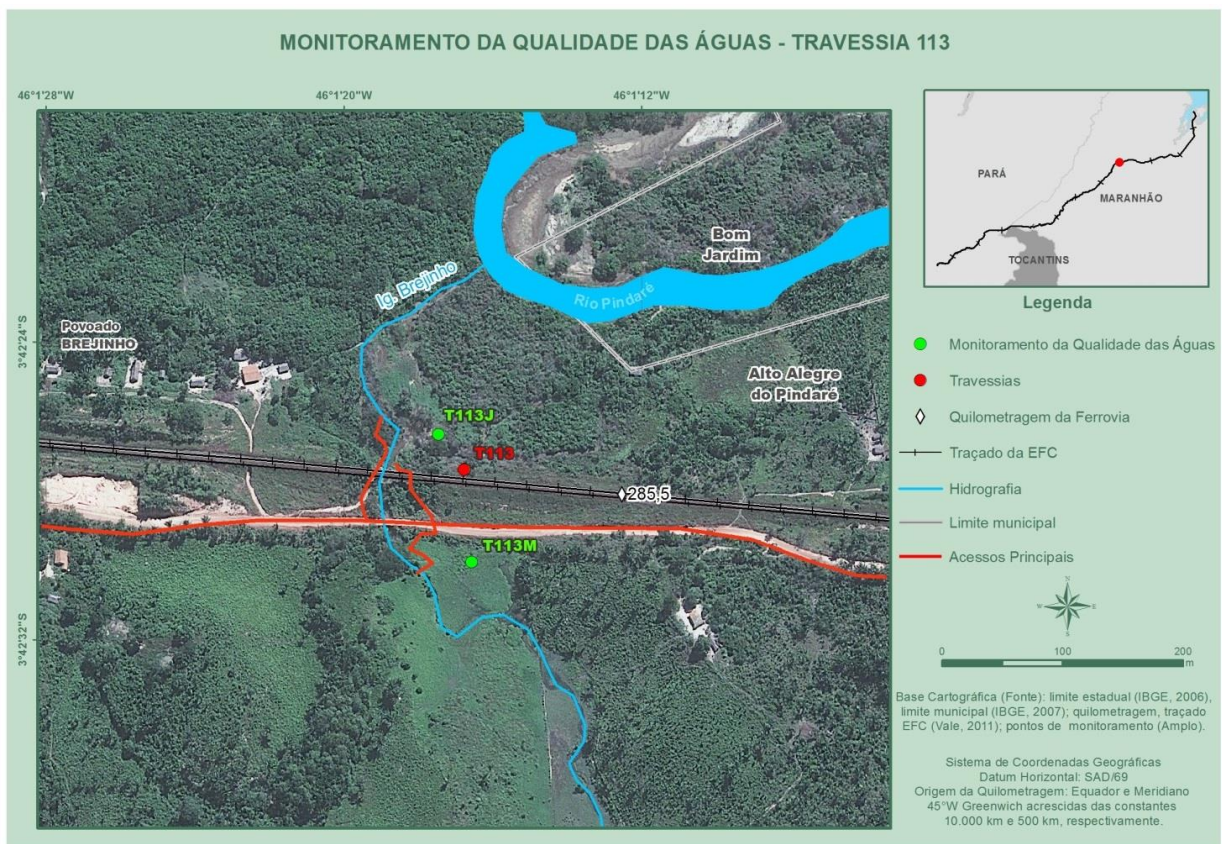 MONITORAMENTO DA QUALIDADE DAS ÁGUAS - TRAVESSIA 113
46°1'28"W
46°1'20"W
46°1'12"W
3°42'24"S
3°42'32"S
Bom
Jardim
Ig. Brejinho
Rio Pindaré
Povoado
BREJINHO
Alto Alegre
do Pindaré
T113J
T113
285,5
T113M
PARÁ
MARANHÃO
TOCANTINS
Legenda
Monitoramento da Qualidade das Águas
Travessias
Quilometragem da Ferrovia
Traçado da EFC
Hidrografia
Limite municipal
Acessos Principais
N
W
E
S
0 100 200
m
Base Cartográfica (Fonte): limite estadual (IBGE, 2006),
limite municipal (IBGE, 2007); quilometragem, traçado
EFC (Vale, 2011); pontos de monitoramento (Amplo).
Sistema de Coordenadas Geográficas
Datum Horizontal: SAD/69
Origem da Quilometragem: Equador e Meridiano
45°W Greenwich acrescidas das constantes
10.000 km e 500 km, respectivamente.